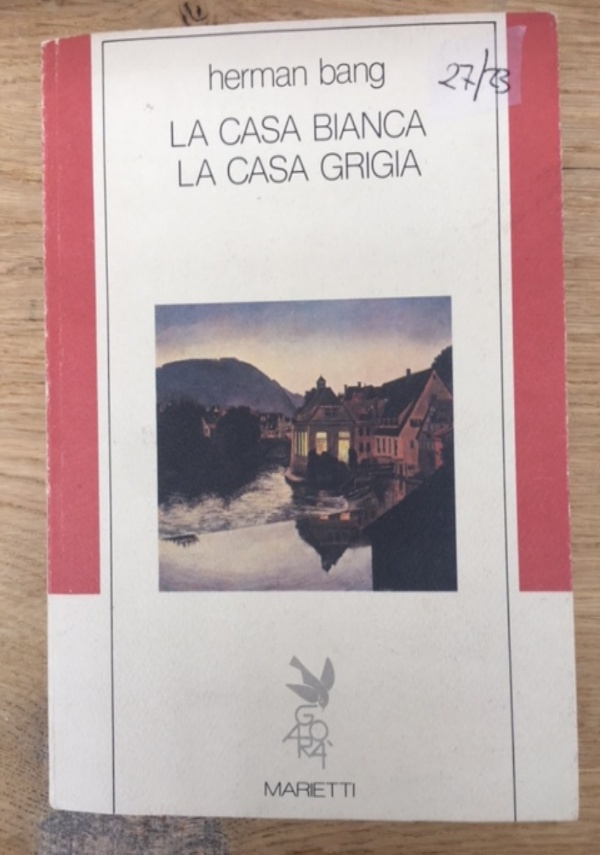 herman bang
27/33
LA CASA BIANCA
LA CASA GRIGIA
AGORÀ
MARIETTI